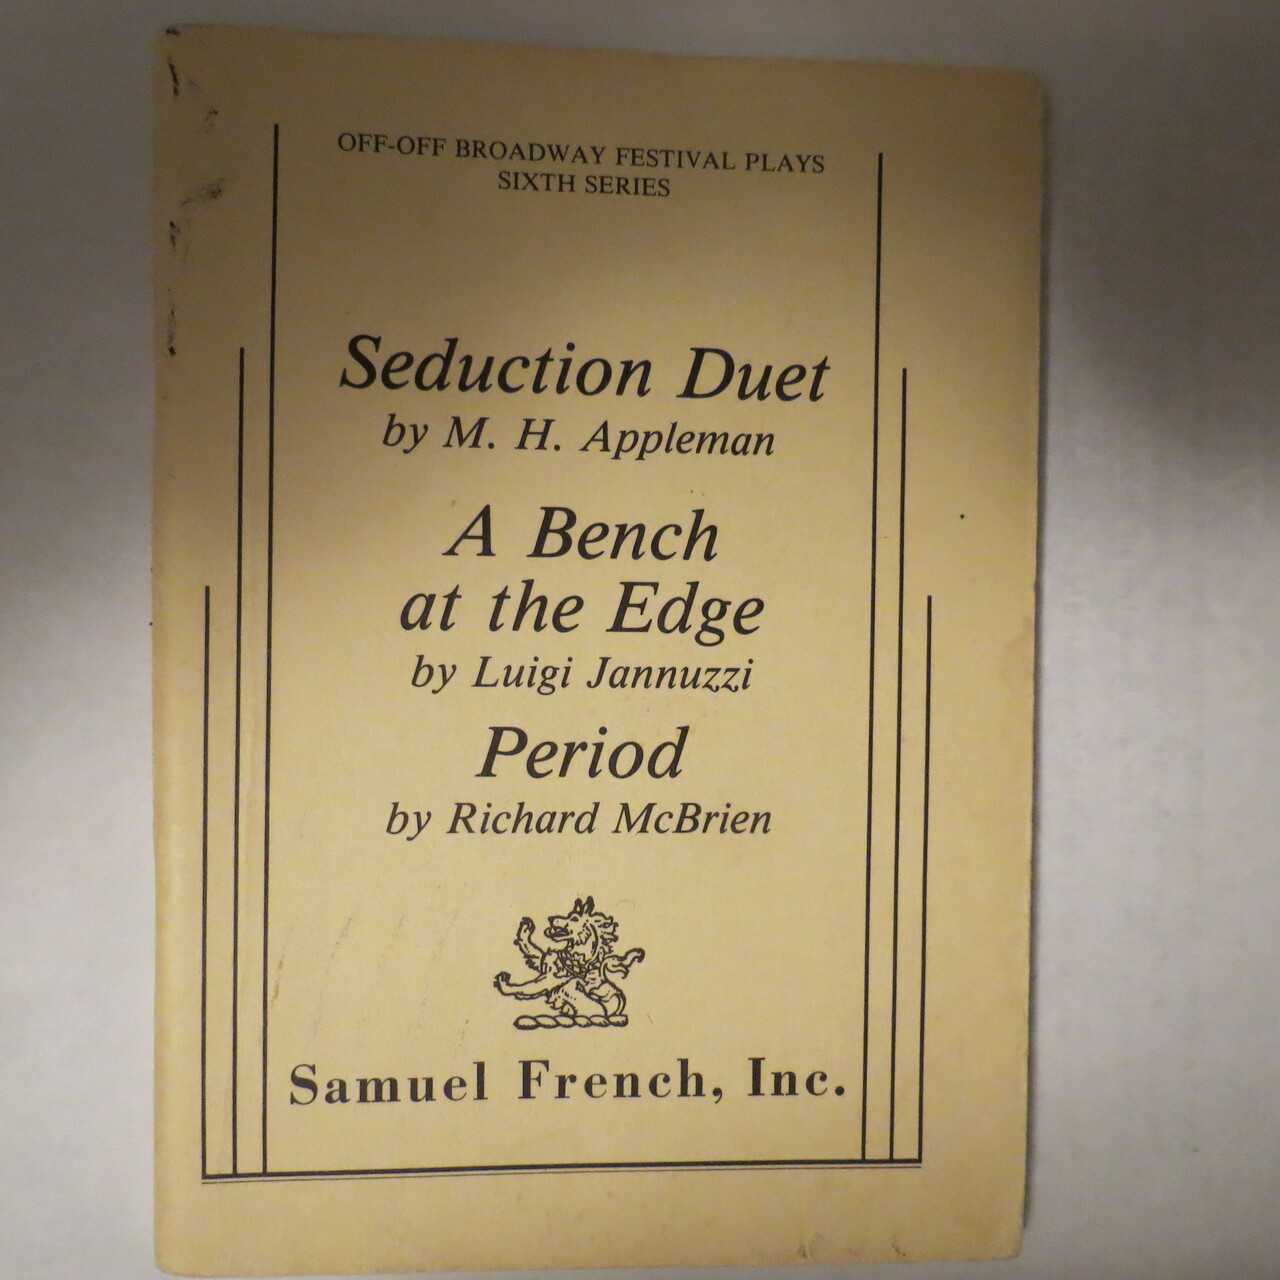 OFF-OFF BROADWAY FESTIVAL PLAYS
SIXTH SERIES
Seduction Duet
by M. H. Appleman
A Bench
at the Edge
by Luigi Jannuzzi
Period
by Richard McBrien
Samuel French, Inc.